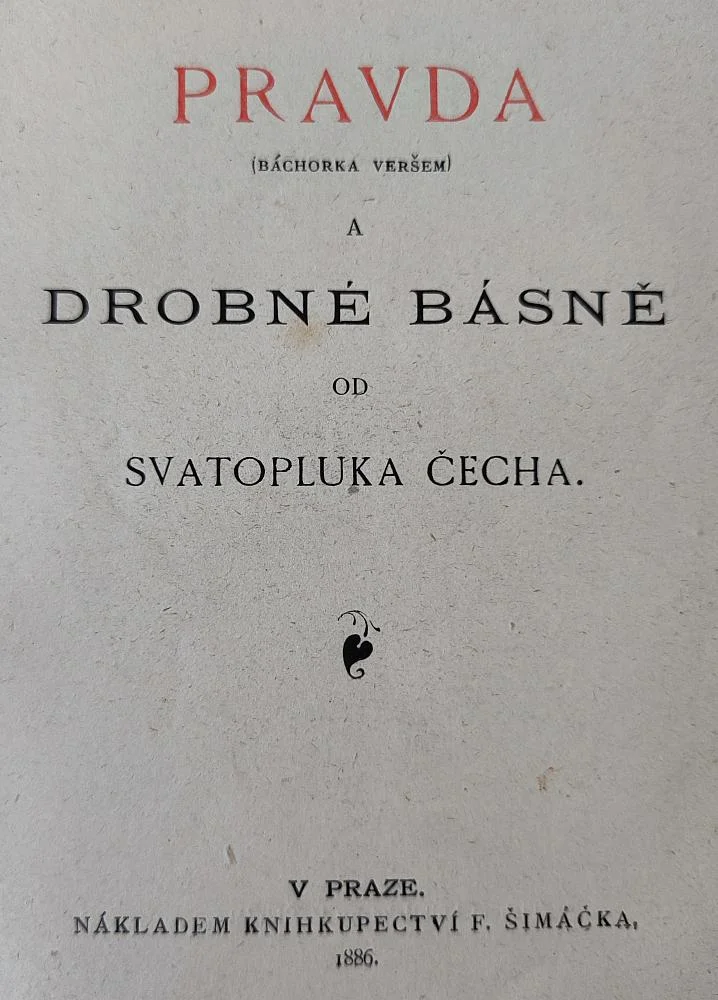 PRAVDA
(BÁCHORKA VERŠEM)
A
DROBNÉ BÁSNĚ
OD
SVATOPLUKA ČECHA.
V PRAZE.
NÁKLADEM KNIHKUPECTVÍ F. ŠIMÁČKA,
1886.